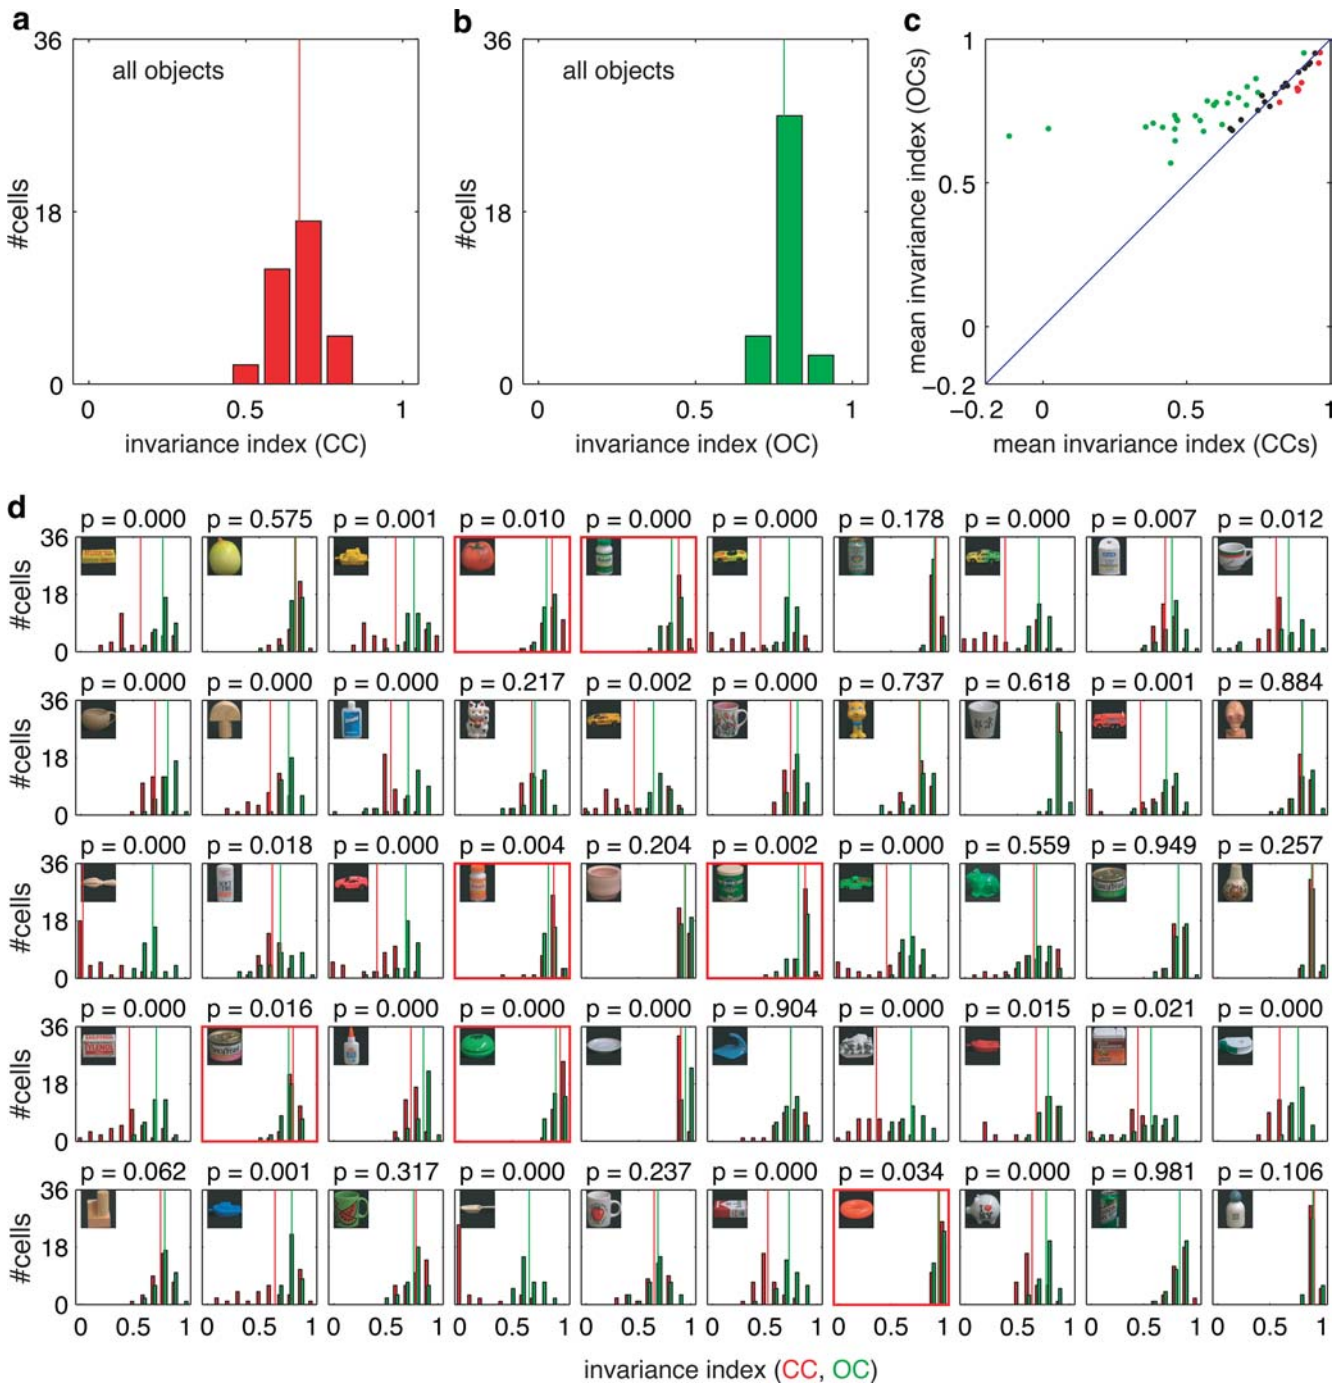 a
b
c
36
18
0
#cells
all objects
0 0.5 1
invariance index (CC)
36
18
0
#cells
all objects
0 0.5 1
invariance index (OC)
1
0.5
0
−0.2
mean invariance index (OCs)
−0.2 0 0.5 1
mean invariance index (CCs)
d
p = 0.000 p = 0.575 p = 0.001 p = 0.010 p = 0.000 p = 0.000 p = 0.178 p = 0.000 p = 0.007 p = 0.012
36
18
0
#cells
p = 0.000 p = 0.000 p = 0.000 p = 0.217 p = 0.002 p = 0.000 p = 0.737 p = 0.618 p = 0.001 p = 0.884
36
18
0
#cells
p = 0.000 p = 0.018 p = 0.000 p = 0.004 p = 0.204 p = 0.002 p = 0.000 p = 0.559 p = 0.949 p = 0.257
36
18
0
#cells
p = 0.000 p = 0.016 p = 0.000 p = 0.000 p = 0.000 p = 0.904 p = 0.000 p = 0.015 p = 0.021 p = 0.000
36
18
0
#cells
p = 0.062 p = 0.001 p = 0.317 p = 0.000 p = 0.237 p = 0.000 p = 0.034 p = 0.000 p = 0.981 p = 0.106
36
18
0
#cells
0 0.5 1 0 0.5 1 0 0.5 1 0 0.5 1 0 0.5 1 0 0.5 1 0 0.5 1 0 0.5 1 0 0.5 1 0 0.5 1
invariance index (CC, OC)